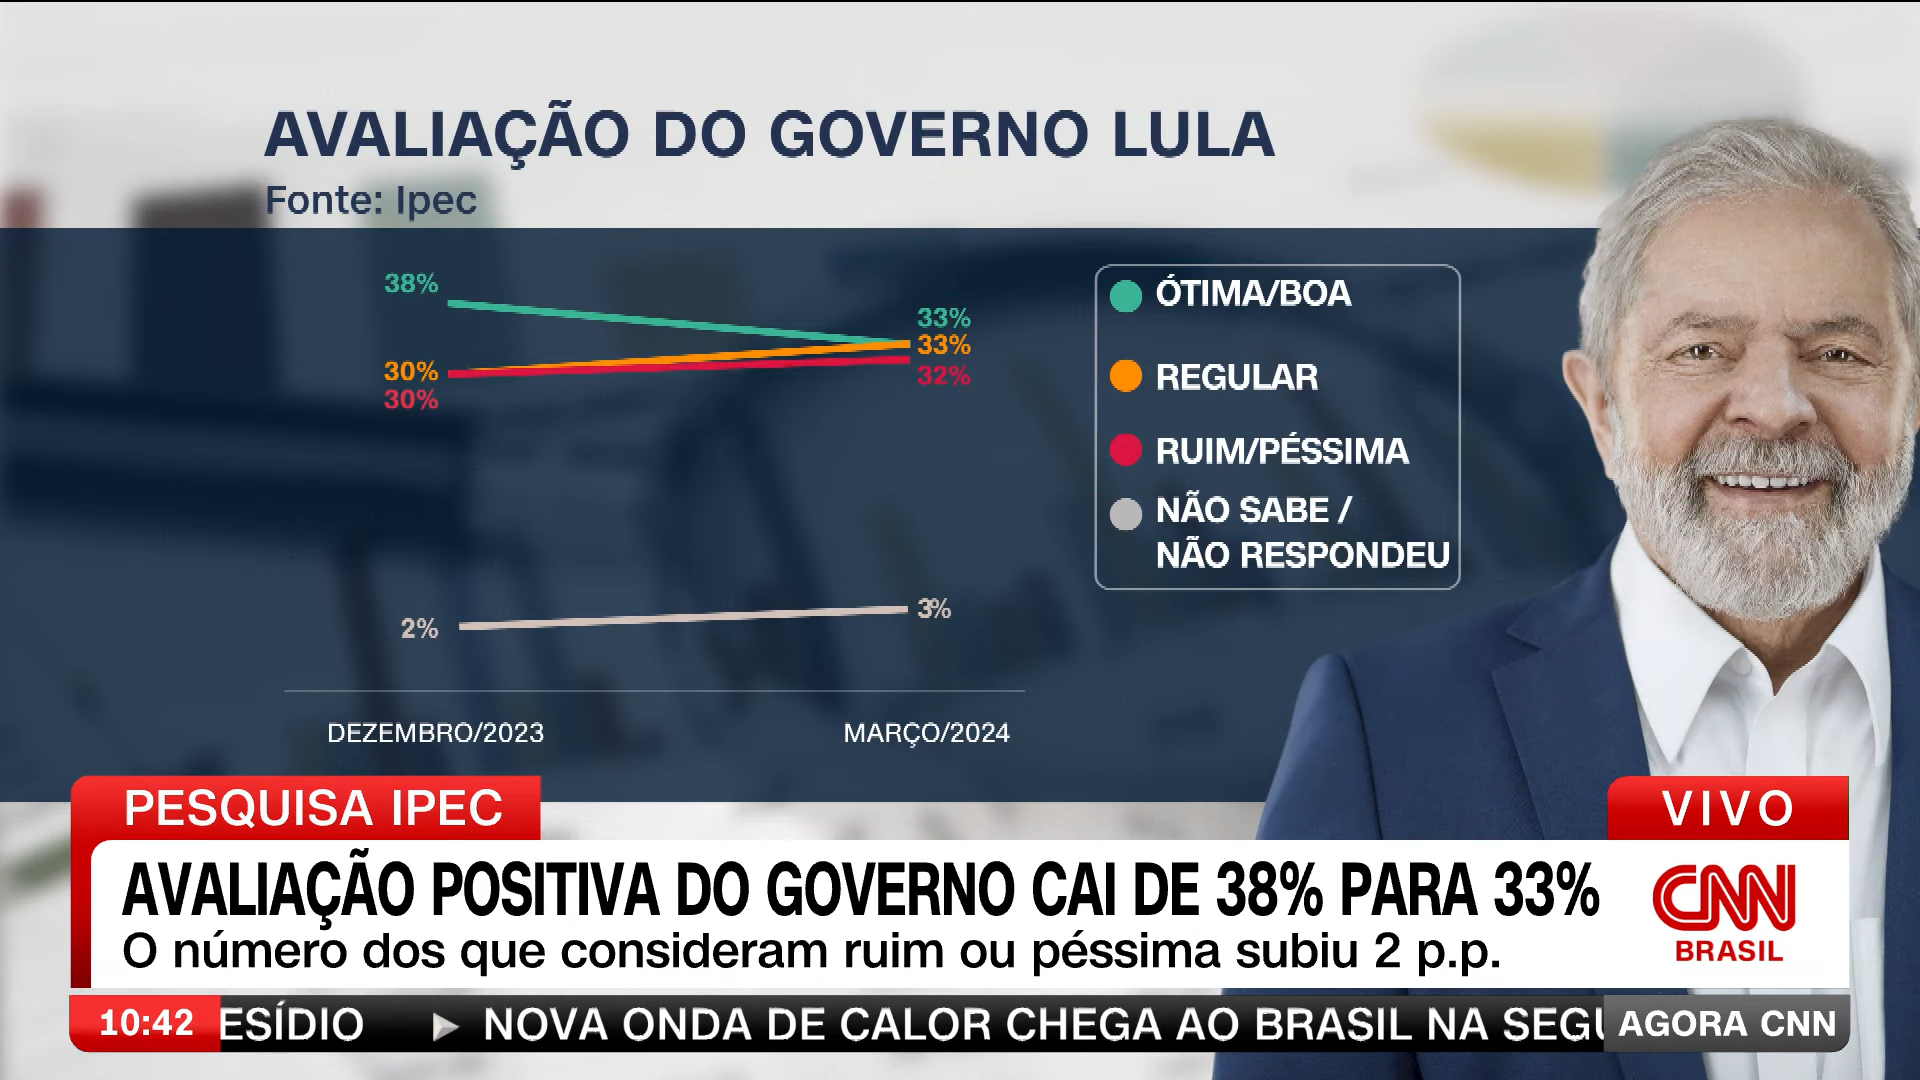 AVALIAÇÃO DO GOVERNO LULA
Fonte: Ipec
38%
30%
30%
33%
33%
32%
2%
3%
DEZEMBRO/2023
MARÇO/2024
ÓTIMA/BOA
REGULAR
RUIM/PÉSSIMA
NÃO SABE /
NÃO RESPONDEU
PESQUISA IPEC
VIVO
AVALIAÇÃO POSITIVA DO GOVERNO CAI DE 38% PARA 33%
O número dos que consideram ruim ou péssima subiu 2 p.p.
CNN
BRASIL
10:42
ESÍDIO
NOVA ONDA DE CALOR CHEGA AO BRASIL NA SEGU
AGORA CNN